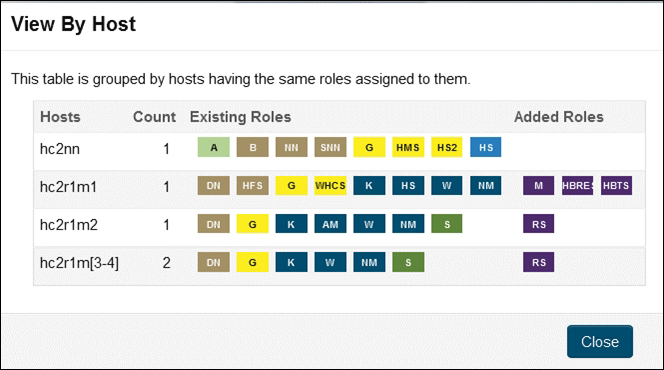 View By Host
This table is grouped by hosts having the same roles assigned to them.
Hosts Count Existing Roles Added Roles
hc2nn 1 A B NN SNN G HMS HS2 HS
hc2r1m1 1 DN HFS G WHCS K HS W NM M HBRES HBTS
hc2r1m2 1 DN G K AM W NM S RS
hc2r1m[3-4] 2 DN G K W NM S RS
Close